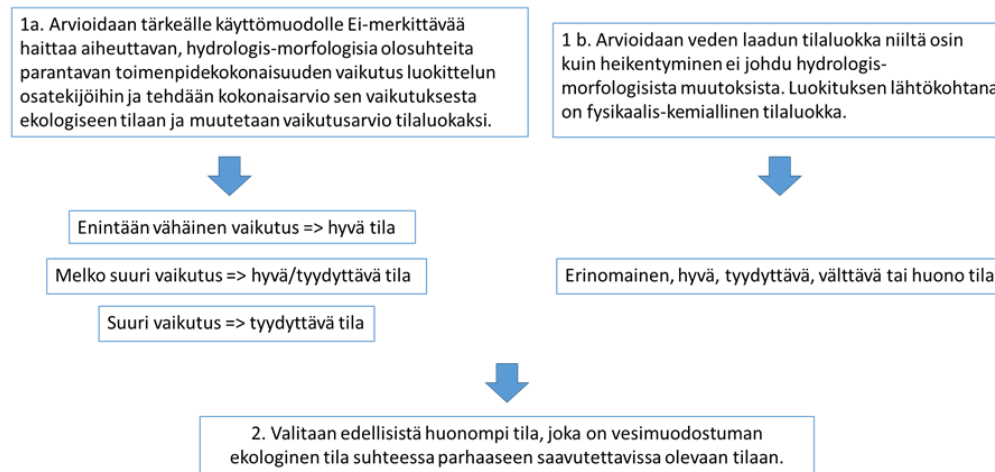 1a. Arvioidaan tärkeälle käyttömuodolle Ei-merkittävää
haittaa aiheuttavan, hydrologis-morfologisia olosuhteita
parantavan toimenpidekokonaisuuden vaikutus luokittelun
osatekijöihin ja tehdään kokonaisarvio sen vaikutuksesta
ekologiseen tilaan ja muutetaan vaikutusarvio tilaluokaksi.
1 b. Arvioidaan veden laadun tilaluokka niiltä osin
kuin heikentyminen ei johdu hydrologis-
morfologisista muutoksista. Luokituksen lähtökohtana
on fysikaalis-kemiallinen tilaluokka.
Enintään vähäinen vaikutus => hyvä tila
Melko suuri vaikutus => hyvä/tyydyttävä tila
Suuri vaikutus => tyydyttävä tila
Erinomainen, hyvä, tyydyttävä, välttävä tai huono tila
2. Valitaan edellisistä huonompi tila, joka on vesimuodostuman
ekologinen tila suhteessa parhaaseen saavutettavissa olevaan tilaan.